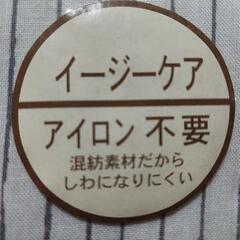 イージーケア
アイロン不要
混紡素材だから
しわになりにくい